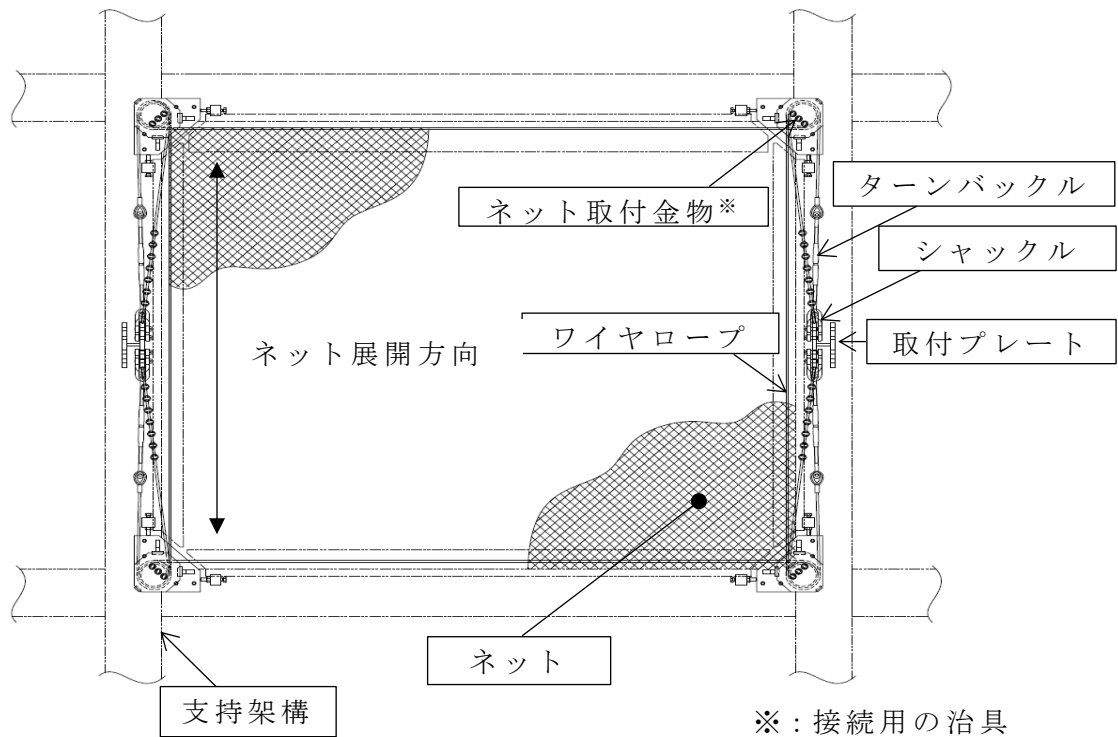 ターンバックル
ネット取付金物※
シャックル
ワイヤロープ
取付プレート
ネット展開方向
ネット
支持架構
※:接続用の治具